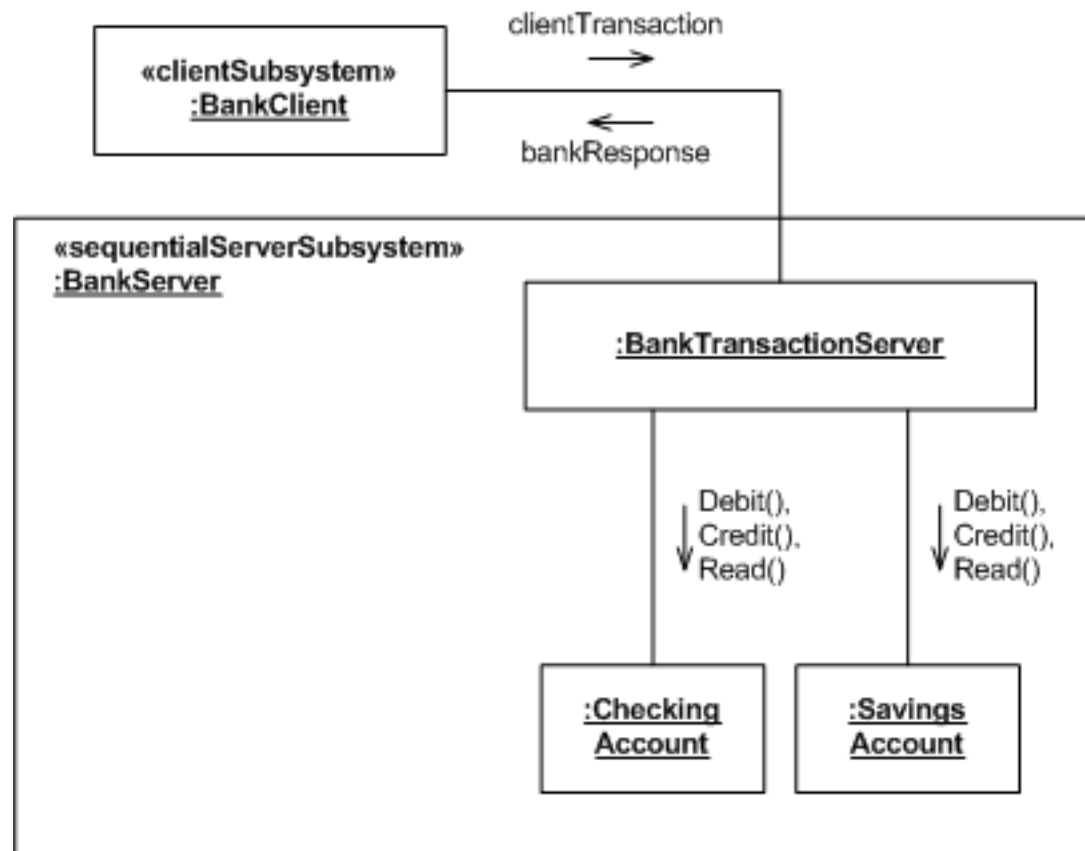 clientTransaction
«clientSubsystem»
:BankClient
bankResponse
«sequentialServerSubsystem»
:BankServer
:BankTransactionServer
Debit(),
Credit(),
Read()
Debit(),
Credit(),
Read()
:Checking
Account
:Savings
Account